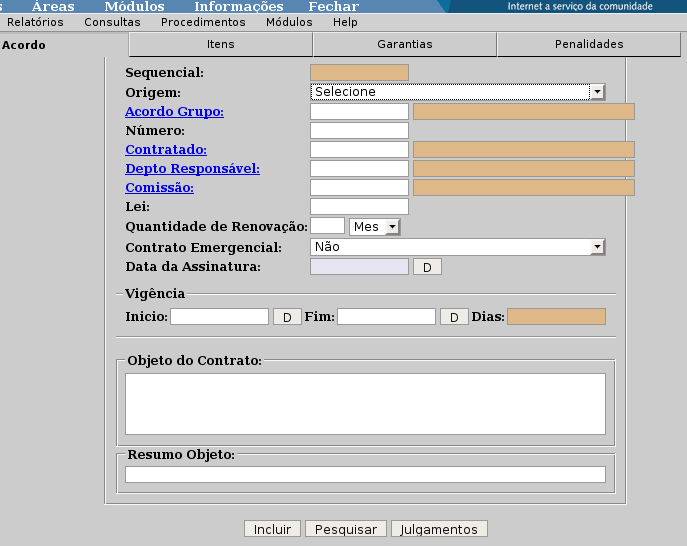 s Áreas Módulos Informações Fechar Internet a serviço da comunidade
Relatórios Consultas Procedimentos Módulos Help
Acordo Itens Garantias Penalidades
Sequencial:
Origem: Selecione
Acordo Grupo:
Número:
Contratado:
Depto Responsável:
Comissão:
Lei:
Quantidade de Renovação: Mes
Contrato Emergencial: Não
Data da Assinatura: D
Vigência
Inicio: D Fim: D Dias:
Objeto do Contrato:
Resumo Objeto:
Incluir Pesquisar Julgamentos